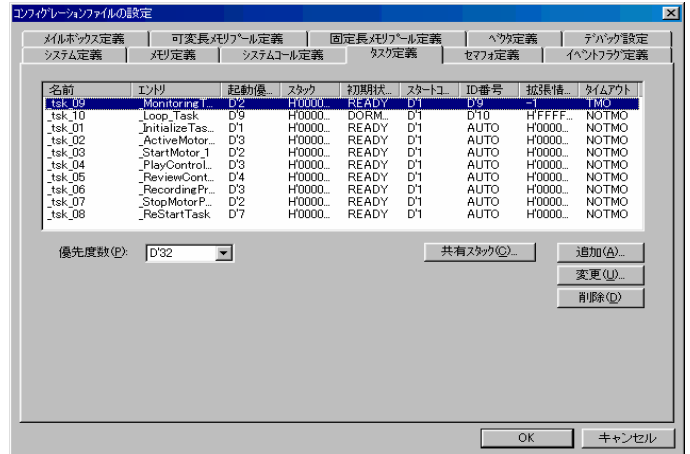 コンフィグレーションファイルの設定
メイルボックス定義 可変長メモリプール定義 固定長メモリプール定義 ベクタ定義 デバッグ設定
システム定義 メモリ定義 システムコール定義 タスク定義 セマフォ定義 イベントフラグ定義
名前 エントリ 起動(優... スタック 初期状... スタートコ... ID番号 拡張情... タイムアウト
_tsk_09 _MonitoringT... D'2 H'0000... READY D'1 D'9 -1 TMO
_tsk_10 _Loop_Task D'9 H'0000... DORM... D'1 D'10 H'FFFF... NOTMO
_tsk_01 _InitializeTas... D'1 H'0000... READY D'1 AUTO H'0000... NOTMO
_tsk_02 _ActiveMotor... D'3 H'0000... READY D'1 AUTO H'0000... NOTMO
_tsk_03 _StartMotor_1 D'2 H'0000... READY D'1 AUTO H'0000... NOTMO
_tsk_04 _PlayControl... D'3 H'0000... READY D'1 AUTO H'0000... NOTMO
_tsk_05 _ReviewCont... D'4 H'0000... READY D'1 AUTO H'0000... NOTMO
_tsk_06 _RecordingPr... D'3 H'0000... READY D'1 AUTO H'0000... NOTMO
_tsk_07 _StopMotorP... D'2 H'0000... READY D'1 AUTO H'0000... NOTMO
_tsk_08 _ReStartTask D'7 H'0000... READY D'1 AUTO H'0000... NOTMO
優先度数(P): D'32 共有スタック(C)... 追加(A)...
変更(U)...
削除(D)
OK キャンセル